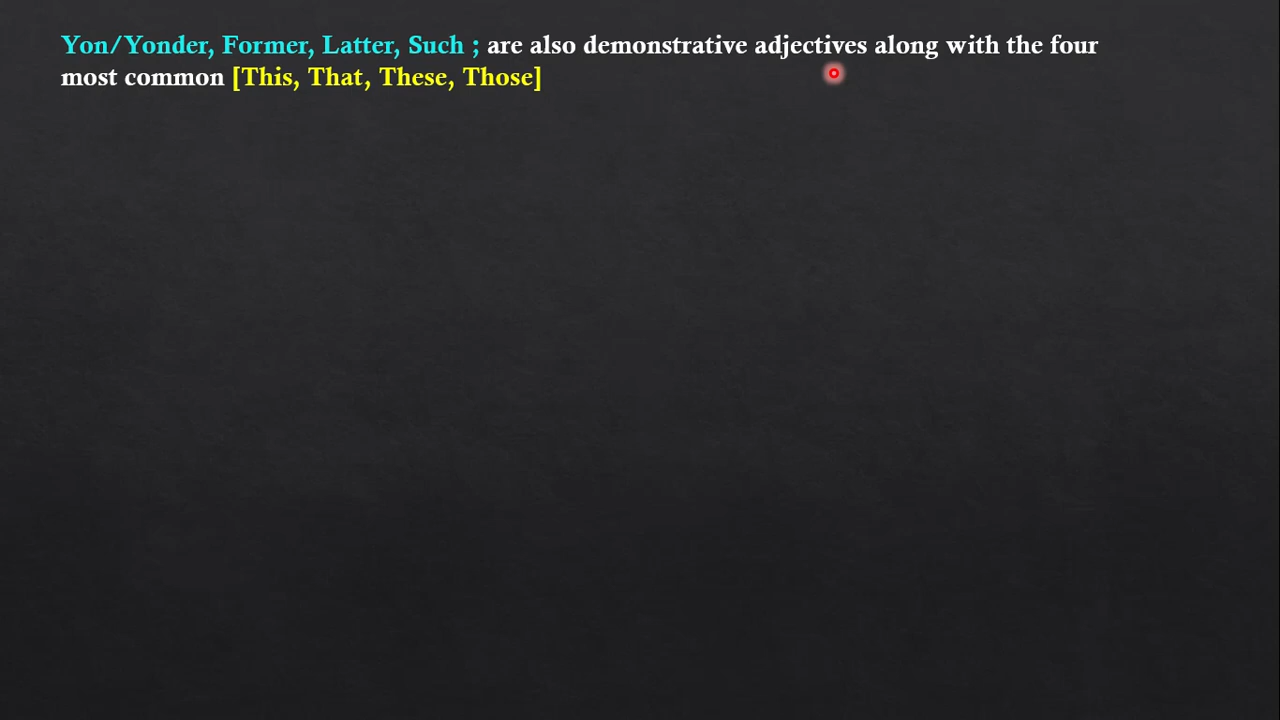 Yon/Yonder, Former, Latter, Such ; are also demonstrative adjectives along with the four
most common [This, That, These, Those]